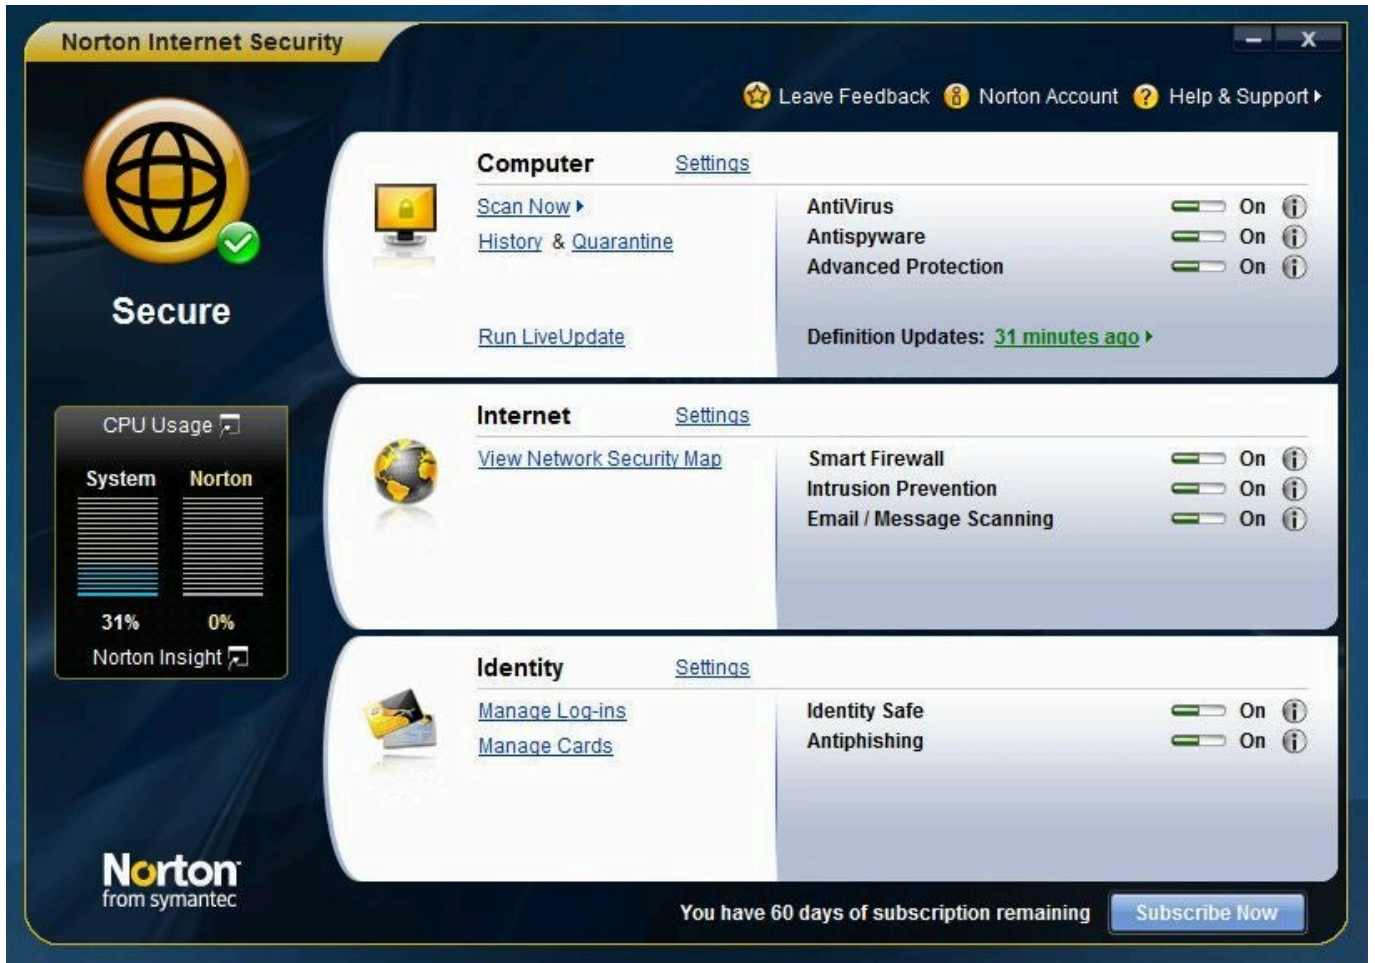 Norton Internet Security
Leave Feedback Norton Account Help & Support
Secure
Computer Settings
Scan Now
History & Quarantine
Run LiveUpdate
AntiVirus On
Antispyware On
Advanced Protection On
Definition Updates: 31 minutes ago
CPU Usage
System Norton
31% 0%
Norton Insight
Internet Settings
View Network Security Map
Smart Firewall On
Intrusion Prevention On
Email / Message Scanning On
Identity Settings
Manage Log-ins
Manage Cards
Identity Safe On
Antiphishing On
Norton
from symantec
You have 60 days of subscription remaining Subscribe Now